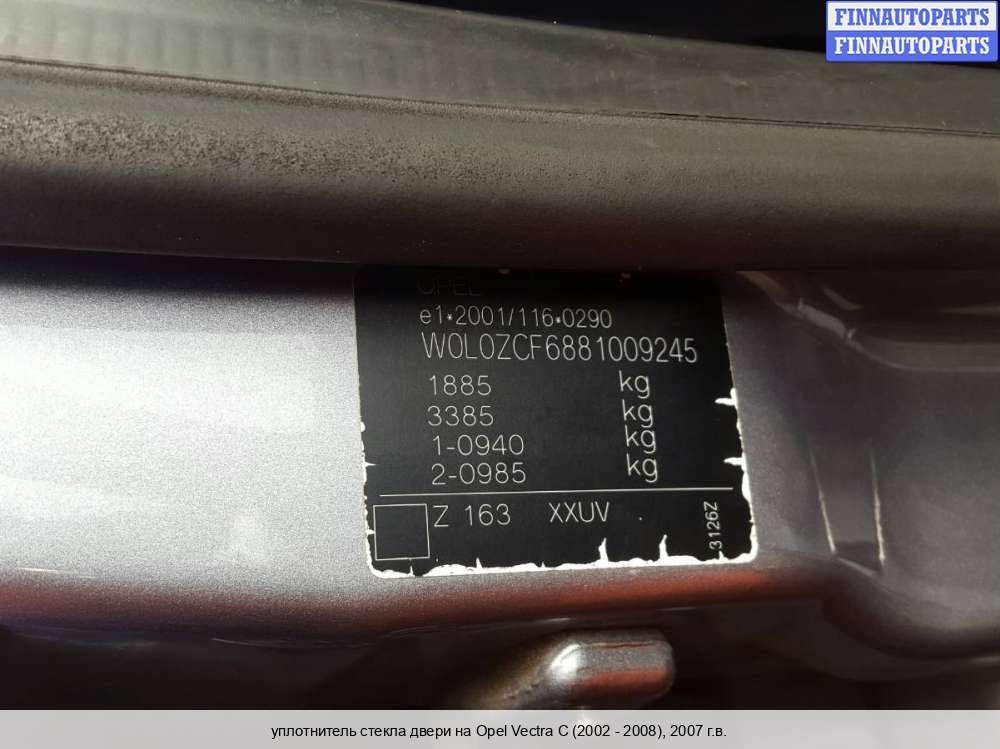 FINNAUTOPARTS
FINNAUTOPARTS
OPEL
e1*2001/116*0290
W0L0ZCF6881009245
1885 kg
3385 kg
1-0940 kg
2-0985 kg
Z 163 XXUV
3126Z
уплотнитель стекла двери на Opel Vectra C (2002 - 2008), 2007 г.в.